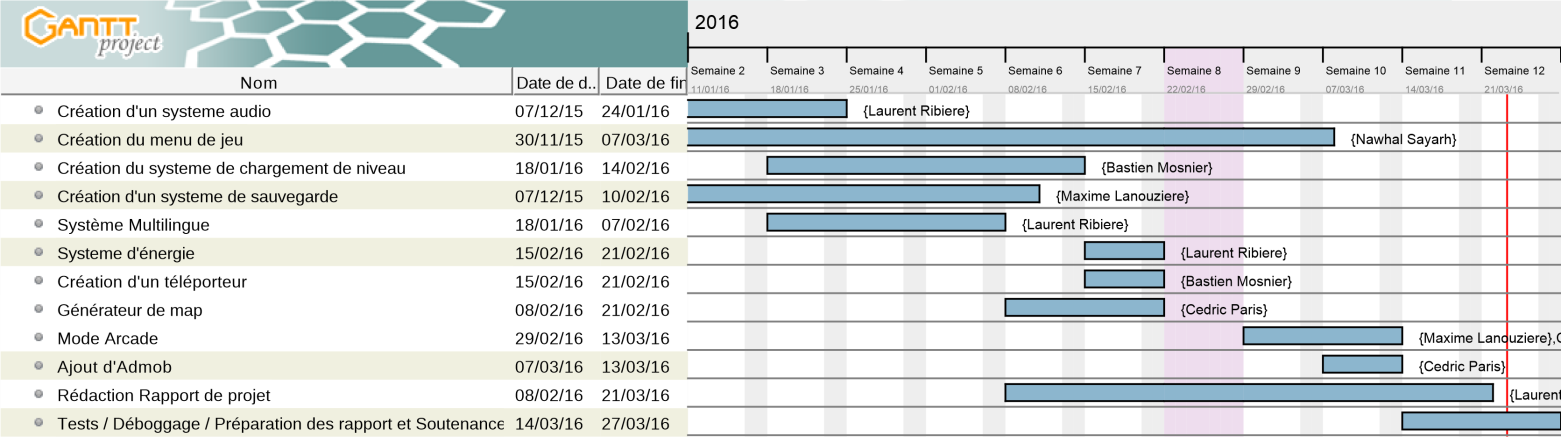 GANTT project
2016
Nom Date de d.. Date de fin
Semaine 2 Semaine 3 Semaine 4 Semaine 5 Semaine 6 Semaine 7 Semaine 8 Semaine 9 Semaine 10 Semaine 11 Semaine 12
11/01/16 18/01/16 25/01/16 01/02/16 08/02/16 15/02/16 22/02/16 29/02/16 07/03/16 14/03/16 21/03/16
Création d'un systeme audio 07/12/15 24/01/16 {Laurent Ribiere}
Création du menu de jeu 30/11/15 07/03/16 {Nawhal Sayarh}
Création du systeme de chargement de niveau 18/01/16 14/02/16 {Bastien Mosnier}
Création d'un systeme de sauvegarde 07/12/15 10/02/16 {Maxime Lanouziere}
Système Multilingue 18/01/16 07/02/16 {Laurent Ribiere}
Systeme d'énergie 15/02/16 21/02/16 {Laurent Ribiere}
Création d'un téléporteur 15/02/16 21/02/16 {Bastien Mosnier}
Générateur de map 08/02/16 21/02/16 {Cedric Paris}
Mode Arcade 29/02/16 13/03/16 {Maxime Lanouziere},C
Ajout d'Admob 07/03/16 13/03/16 {Cedric Paris}
Rédaction Rapport de projet 08/02/16 21/03/16 {Laurent
Tests / Déboggage / Préparation des rapport et Soutenance 14/03/16 27/03/16